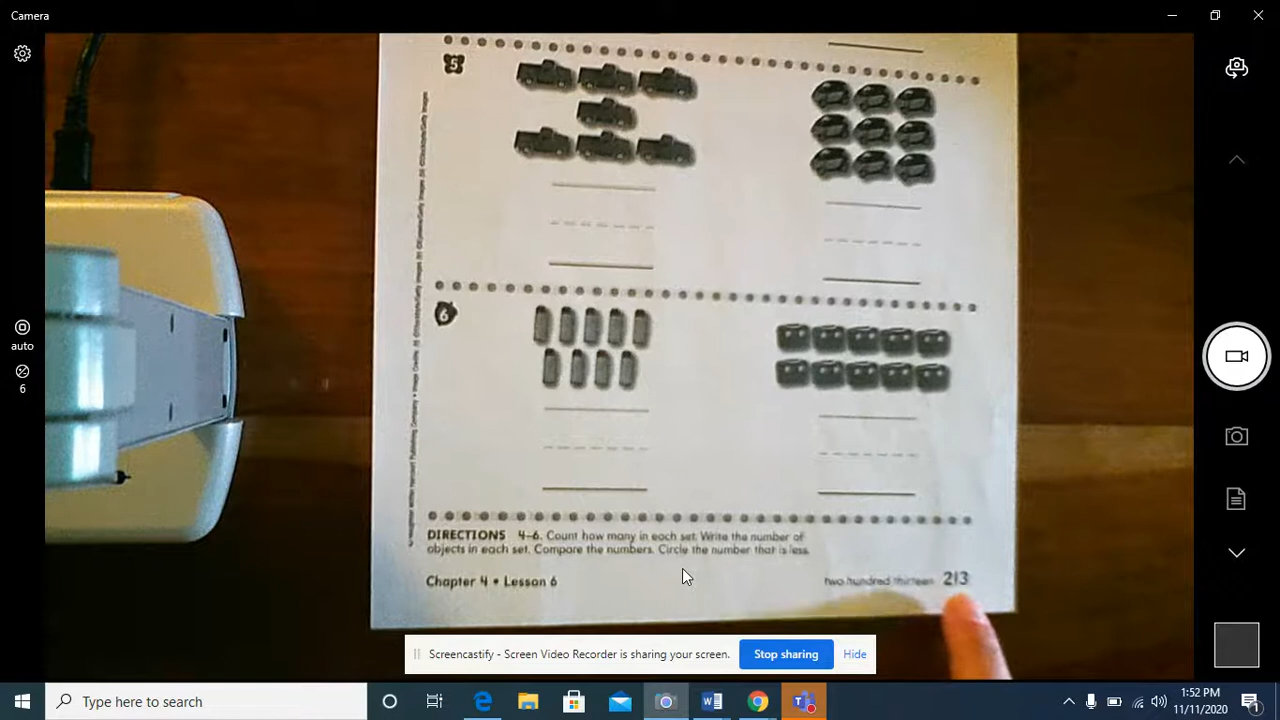 Camera
5
6
auto
6
DIRECTIONS 4–6. Count how many in each set. Write the number of
objects in each set. Compare the numbers. Circle the number that is less.
Chapter 4 • Lesson 6
two hundred thirteen 213
Screencastify - Screen Video Recorder is sharing your screen.
Stop sharing
Hide
Type here to search
1:52 PM
11/11/2020